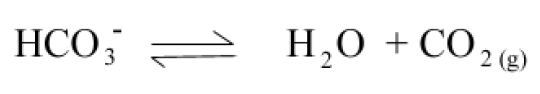 HCO₃⁻ ⇌ H₂O + CO₂ (g)